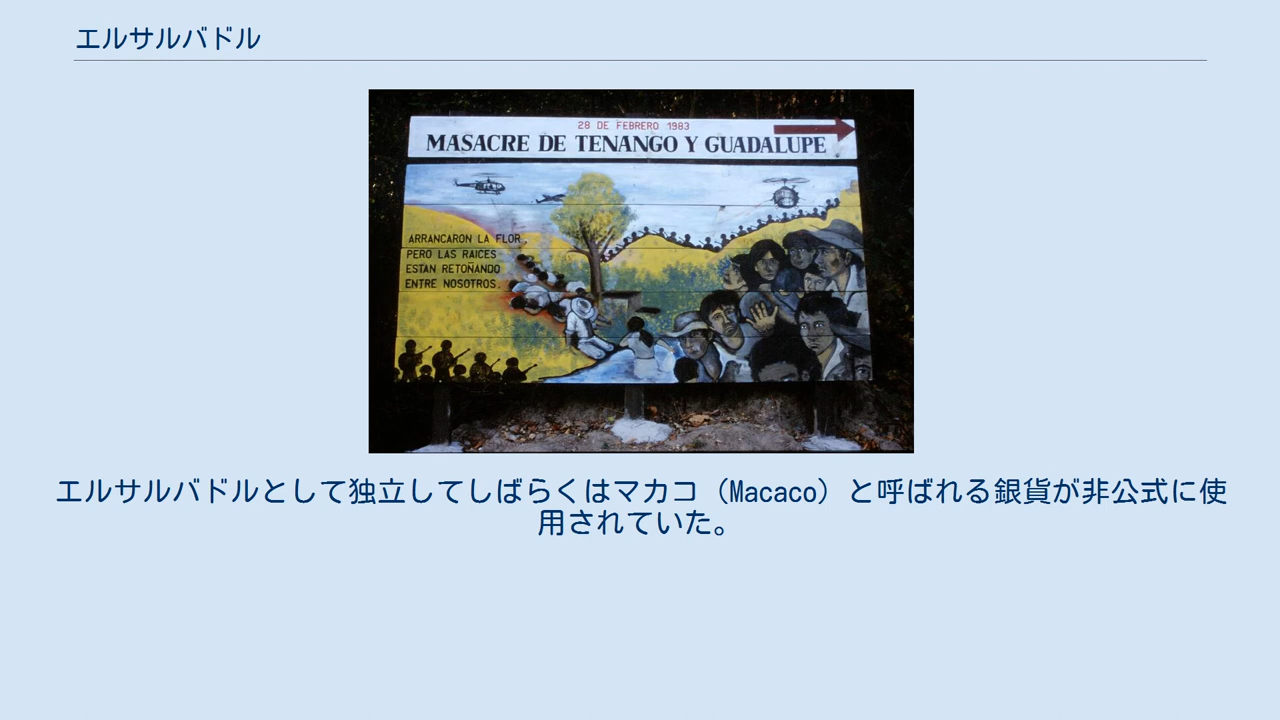 エルサルバドル
28 DE FEBRERO 1983
MASACRE DE TENANGO Y GUADALUPE
ARRANCARON LA FLOR,
PERO LAS RAICES
ESTAN RETOÑANDO
ENTRE NOSOTROS.
エルサルバドルとして独立してしばらくはマカコ（Macaco）と呼ばれる銀貨が非公式に使
用されていた。